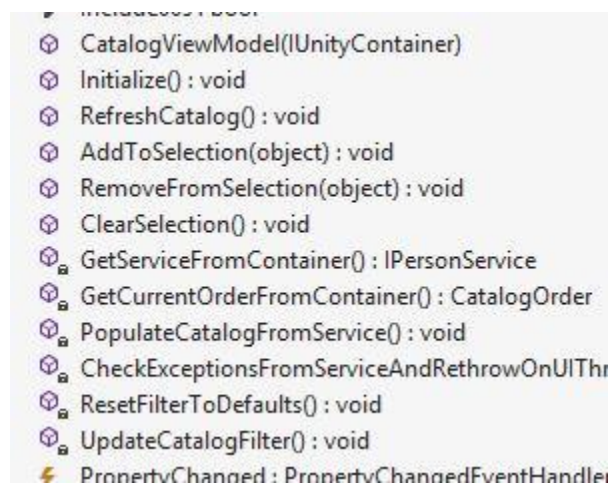 CatalogViewModel(IUnityContainer)
Initialize() : void
RefreshCatalog() : void
AddToSelection(object) : void
RemoveFromSelection(object) : void
ClearSelection() : void
GetServiceFromContainer() : IPersonService
GetCurrentOrderFromContainer() : CatalogOrder
PopulateCatalogFromService() : void
CheckExceptionsFromServiceAndRethrowOnUIThr
ResetFilterToDefaults() : void
UpdateCatalogFilter() : void
PropertyChanged : PropertyChangedEventHandler